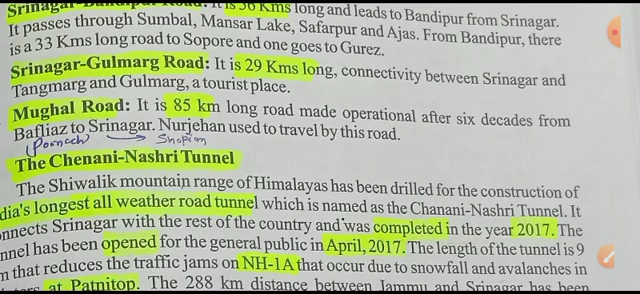 Srinagar-Bandipur Road: It is 56 Kms long and leads to Bandipur from Srinagar.
It passes through Sumbal, Mansar Lake, Safarpur and Ajas. From Bandipur, there
is a 33 Kms long road to Sopore and one goes to Gurez.
Srinagar-Gulmarg Road: It is 29 Kms long, connectivity between Srinagar and
Tangmarg and Gulmarg, a tourist place.
Mughal Road: It is 85 km long road made operational after six decades from
Bafliaz to Srinagar. Nurjehan used to travel by this road.
(Poonch) → Shopian
The Chenani-Nashri Tunnel
The Shiwalik mountain range of Himalayas has been drilled for the construction of
dia's longest all weather road tunnel which is named as the Chanani-Nashri Tunnel. It
nnects Srinagar with the rest of the country and was completed in the year 2017. The
nnel has been opened for the general public in April, 2017. The length of the tunnel is 9
n that reduces the traffic jams on NH-1A that occur due to snowfall and avalanches in
at Patnitop. The 288 km distance between Jammu and Srinagar has been